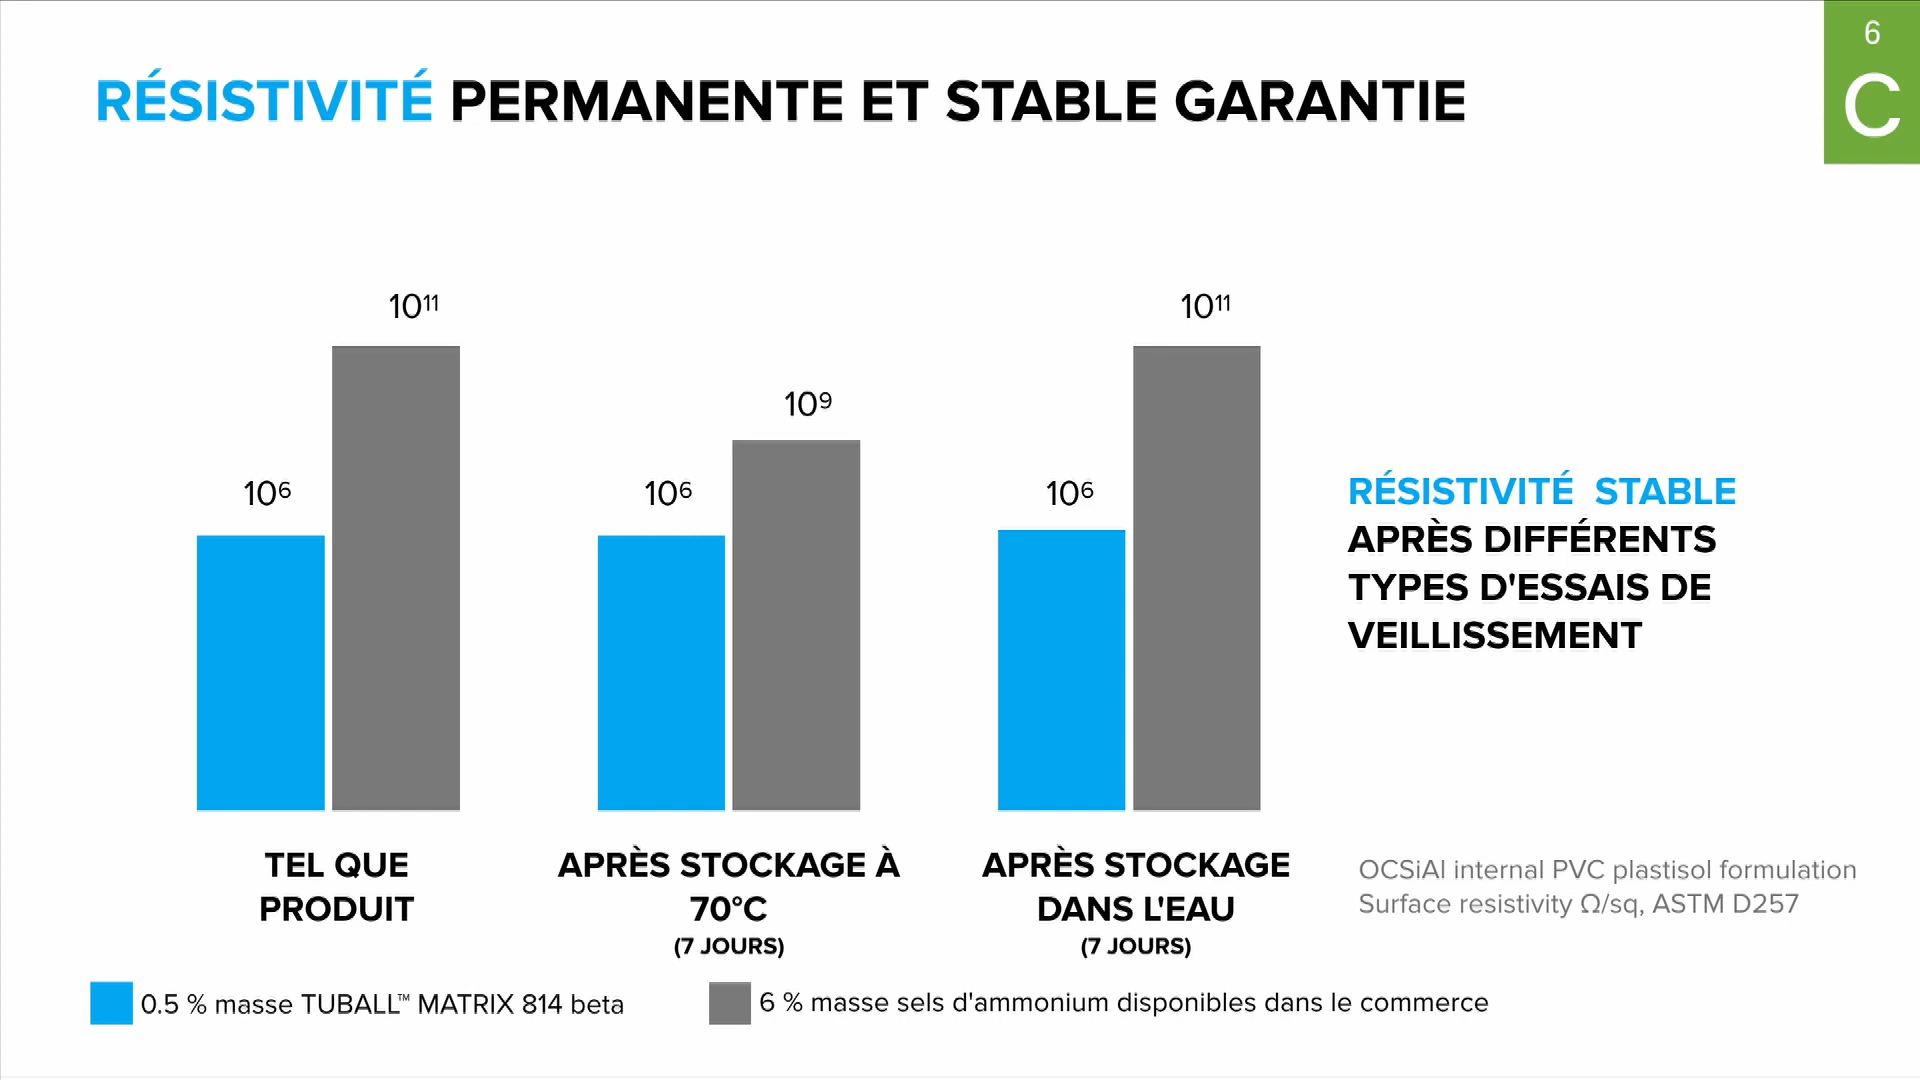 6
C
RÉSISTIVITÉ PERMANENTE ET STABLE GARANTIE
10¹¹
10¹¹
10⁹
10⁶
10⁶
10⁶
RÉSISTIVITÉ STABLE
APRÈS DIFFÉRENTS
TYPES D'ESSAIS DE
VEILLISSEMENT
TEL QUE
PRODUIT
APRÈS STOCKAGE À
70°C
(7 JOURS)
APRÈS STOCKAGE
DANS L'EAU
(7 JOURS)
OCSiAl internal PVC plastisol formulation
Surface resistivity Ω/sq, ASTM D257
0.5 % masse TUBALL™ MATRIX 814 beta
6 % masse sels d'ammonium disponibles dans le commerce